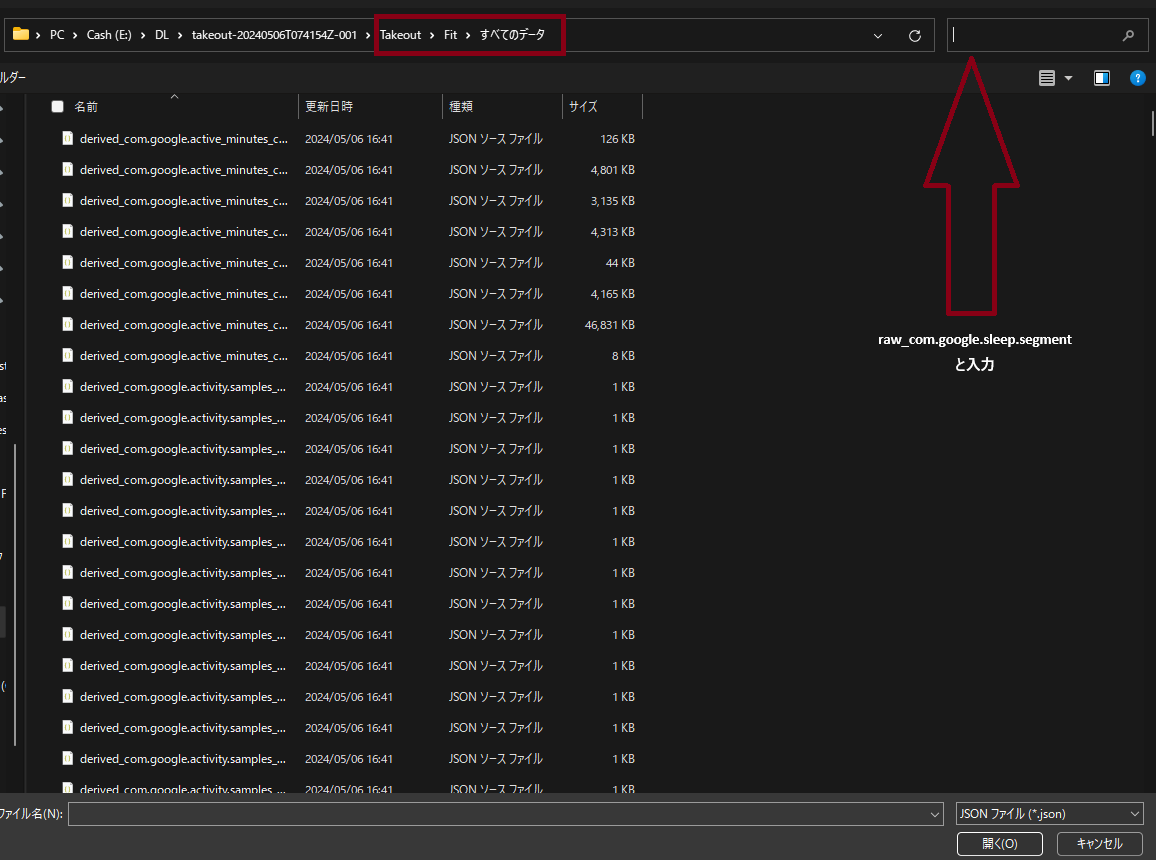 PC › Cash (E:) › DL › takeout-20240506T074154Z-001 › Takeout › Fit › すべてのデータ
ルダー
名前 更新日時 種類 サイズ
derived_com.google.active_minutes_c... 2024/05/06 16:41 JSON ソース ファイル 126 KB
derived_com.google.active_minutes_c... 2024/05/06 16:41 JSON ソース ファイル 4,801 KB
derived_com.google.active_minutes_c... 2024/05/06 16:41 JSON ソース ファイル 3,135 KB
derived_com.google.active_minutes_c... 2024/05/06 16:41 JSON ソース ファイル 4,313 KB
derived_com.google.active_minutes_c... 2024/05/06 16:41 JSON ソース ファイル 44 KB
derived_com.google.active_minutes_c... 2024/05/06 16:41 JSON ソース ファイル 4,165 KB
derived_com.google.active_minutes_c... 2024/05/06 16:41 JSON ソース ファイル 46,831 KB
derived_com.google.active_minutes_c... 2024/05/06 16:41 JSON ソース ファイル 8 KB
derived_com.google.activity.samples_... 2024/05/06 16:41 JSON ソース ファイル 1 KB
derived_com.google.activity.samples_... 2024/05/06 16:41 JSON ソース ファイル 1 KB
derived_com.google.activity.samples_... 2024/05/06 16:41 JSON ソース ファイル 1 KB
derived_com.google.activity.samples_... 2024/05/06 16:41 JSON ソース ファイル 1 KB
derived_com.google.activity.samples_... 2024/05/06 16:41 JSON ソース ファイル 1 KB
derived_com.google.activity.samples_... 2024/05/06 16:41 JSON ソース ファイル 1 KB
derived_com.google.activity.samples_... 2024/05/06 16:41 JSON ソース ファイル 1 KB
derived_com.google.activity.samples_... 2024/05/06 16:41 JSON ソース ファイル 1 KB
derived_com.google.activity.samples_... 2024/05/06 16:41 JSON ソース ファイル 1 KB
derived_com.google.activity.samples_... 2024/05/06 16:41 JSON ソース ファイル 1 KB
derived_com.google.activity.samples_... 2024/05/06 16:41 JSON ソース ファイル 1 KB
derived_com.google.activity.samples_... 2024/05/06 16:41 JSON ソース ファイル 1 KB
derived_com.google.activity.samples_... 2024/05/06 16:41 JSON ソース ファイル 1 KB
derived_com.google.activity.samples_... 2024/05/06 16:41 JSON ソース ファイル 1 KB
raw_com.google.sleep.segment
と入力
ファイル名(N):
JSON ファイル (*.json)
開く(O) キャンセル